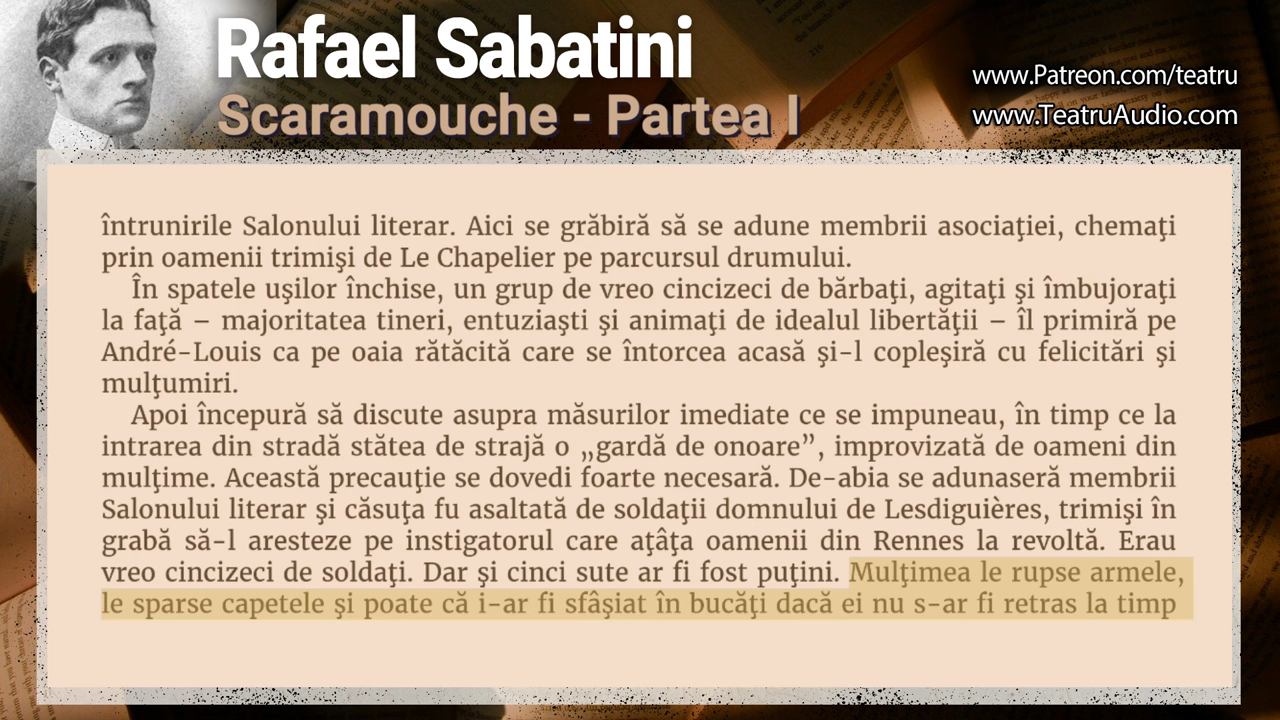 Rafael Sabatini
Scaramouche - Partea I
www.Patreon.com/teatru
www.TeatruAudio.com
întrunirile Salonului literar. Aici se grăbiră să se adune membrii asociaţiei, chemaţi
prin oamenii trimişi de Le Chapelier pe parcursul drumului.
În spatele uşilor închise, un grup de vreo cincizeci de bărbaţi, agitaţi şi îmbujoraţi
la faţă – majoritatea tineri, entuziaşti şi animaţi de idealul libertăţii – îl primiră pe
André-Louis ca pe oaia rătăcită care se întorcea acasă şi-l copleşiră cu felicitări şi
mulţumiri.
Apoi începură să discute asupra măsurilor imediate ce se impuneau, în timp ce la
intrarea din stradă stătea de strajă o „gardă de onoare”, improvizată de oameni din
mulţime. Această precauţie se dovedi foarte necesară. De-abia se adunaseră membrii
Salonului literar şi căsuţa fu asaltată de soldaţii domnului de Lesdiguières, trimişi în
grabă să-l aresteze pe instigatorul care aţâţa oamenii din Rennes la revoltă. Erau
vreo cincizeci de soldaţi. Dar şi cinci sute ar fi fost puţini. Mulţimea le rupse armele,
le sparse capetele şi poate că i-ar fi sfâşiat în bucăţi dacă ei nu s-ar fi retras la timp